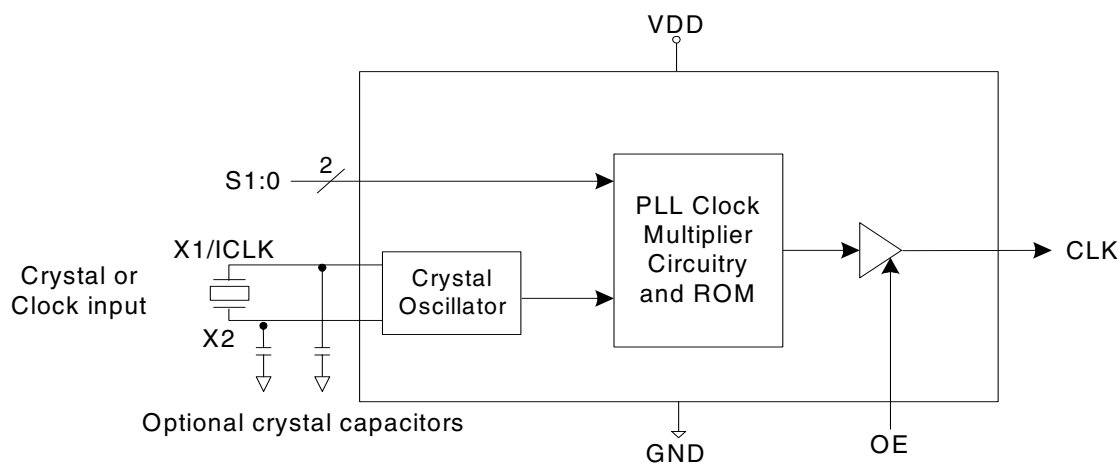 VDD
2
S1:0
PLL Clock
Multiplier
Circuitry
and ROM
X1/ICLK
CLK
Crystal or
Clock input
Crystal
Oscillator
X2
Optional crystal capacitors
GND
OE